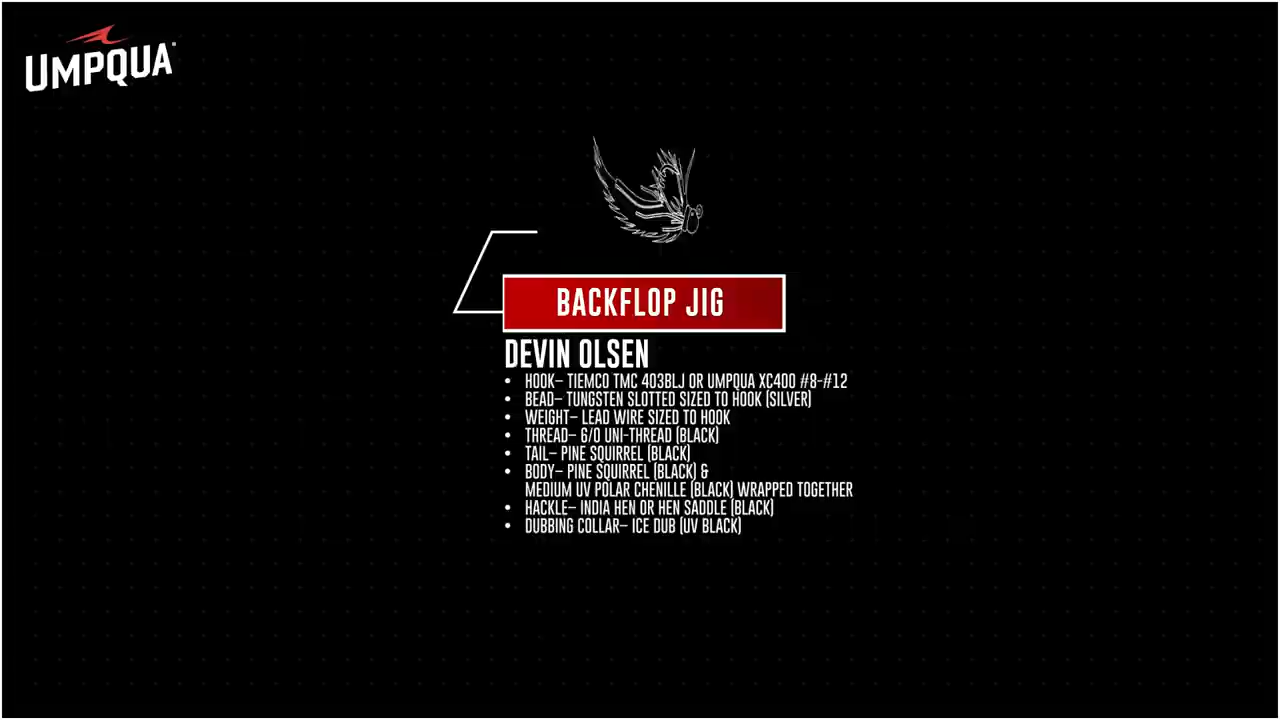 UMPQUA®
BACKFLOP JIG
DEVIN OLSEN
• HOOK– TIEMCO TMC 403BLJ OR UMPQUA XC400 #8-#12
• BEAD– TUNGSTEN SLOTTED SIZED TO HOOK (SILVER)
• WEIGHT– LEAD WIRE SIZED TO HOOK
• THREAD– 6/0 UNI-THREAD (BLACK)
• TAIL– PINE SQUIRREL (BLACK)
• BODY– PINE SQUIRREL (BLACK) &
MEDIUM UV POLAR CHENILLE (BLACK) WRAPPED TOGETHER
• HACKLE– INDIA HEN OR HEN SADDLE (BLACK)
• DUBBING COLLAR– ICE DUB (UV BLACK)